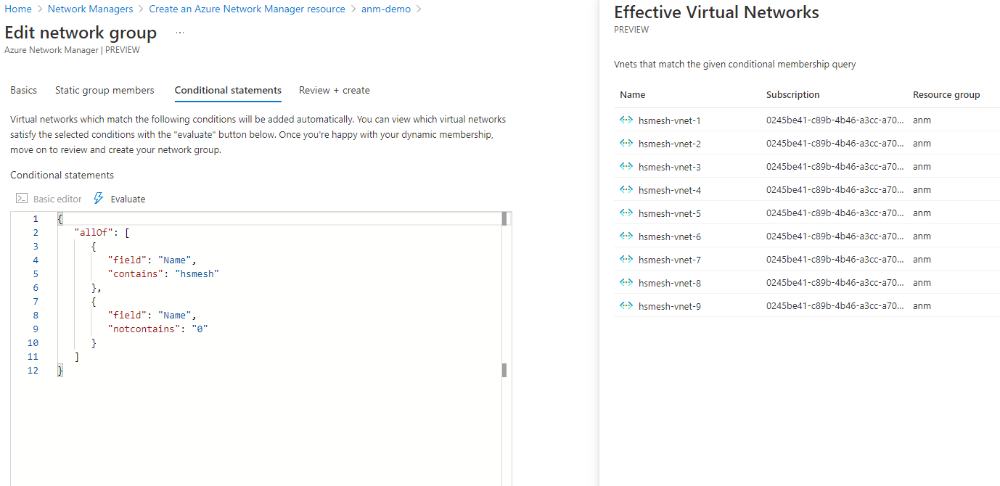 Home > Network Managers > Create an Azure Network Manager resource > anm-demo >
Edit network group ...
Azure Network Manager | PREVIEW
Basics Static group members Conditional statements Review + create
Virtual networks which match the following conditions will be added automatically. You can view which virtual networks
satisfy the selected conditions with the "evaluate" button below. Once you're happy with your dynamic membership,
move on to review and create your network group.
Conditional statements
Basic editor Evaluate
1 {
2 "allOf": [
3 {
4 "field": "Name",
5 "contains": "hsmesh"
6 },
7 {
8 "field": "Name",
9 "notcontains": "0"
10 }
11 ]
12 }
Effective Virtual Networks
PREVIEW
Vnets that match the given conditional membership query
Name Subscription Resource group
hsmesh-vnet-1 0245be41-c89b-4b46-a3cc-a70... anm
hsmesh-vnet-2 0245be41-c89b-4b46-a3cc-a70... anm
hsmesh-vnet-3 0245be41-c89b-4b46-a3cc-a70... anm
hsmesh-vnet-4 0245be41-c89b-4b46-a3cc-a70... anm
hsmesh-vnet-5 0245be41-c89b-4b46-a3cc-a70... anm
hsmesh-vnet-6 0245be41-c89b-4b46-a3cc-a70... anm
hsmesh-vnet-7 0245be41-c89b-4b46-a3cc-a70... anm
hsmesh-vnet-8 0245be41-c89b-4b46-a3cc-a70... anm
hsmesh-vnet-9 0245be41-c89b-4b46-a3cc-a70... anm